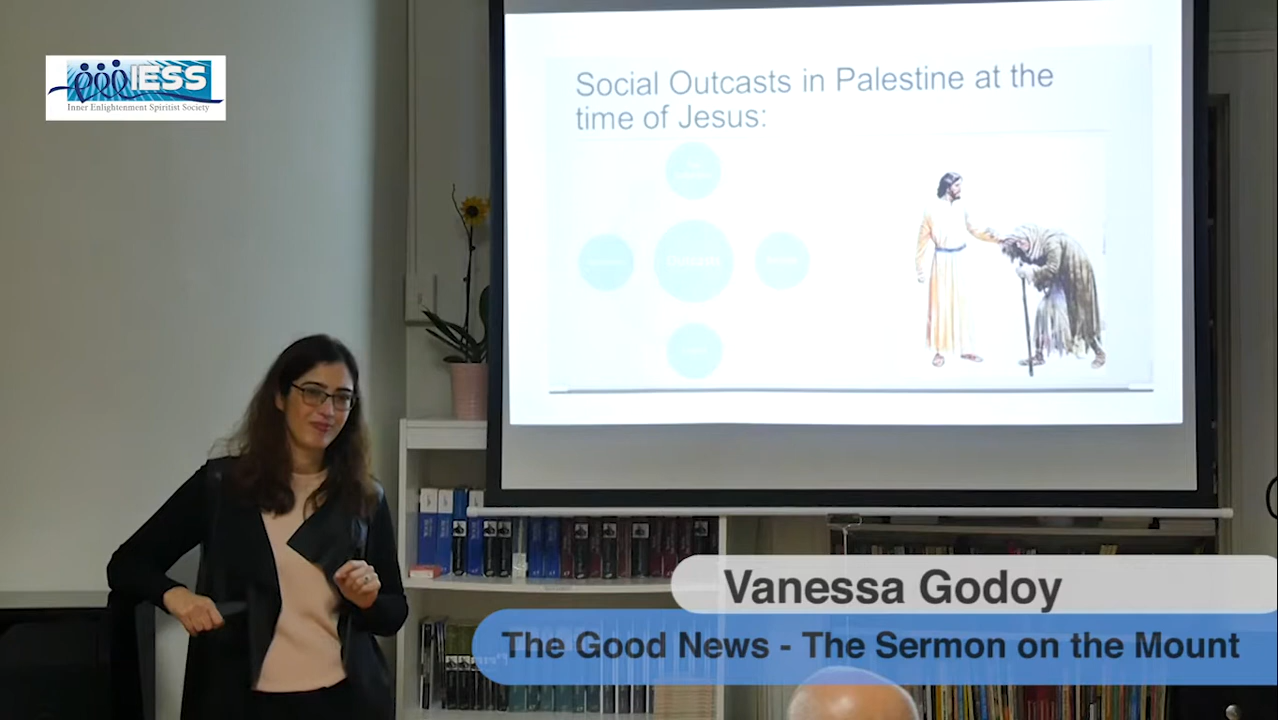 IESS
Inner Enlightenment Spiritist Society
Social Outcasts in Palestine at the
time of Jesus:
Vanessa Godoy
The Good News - The Sermon on the Mount